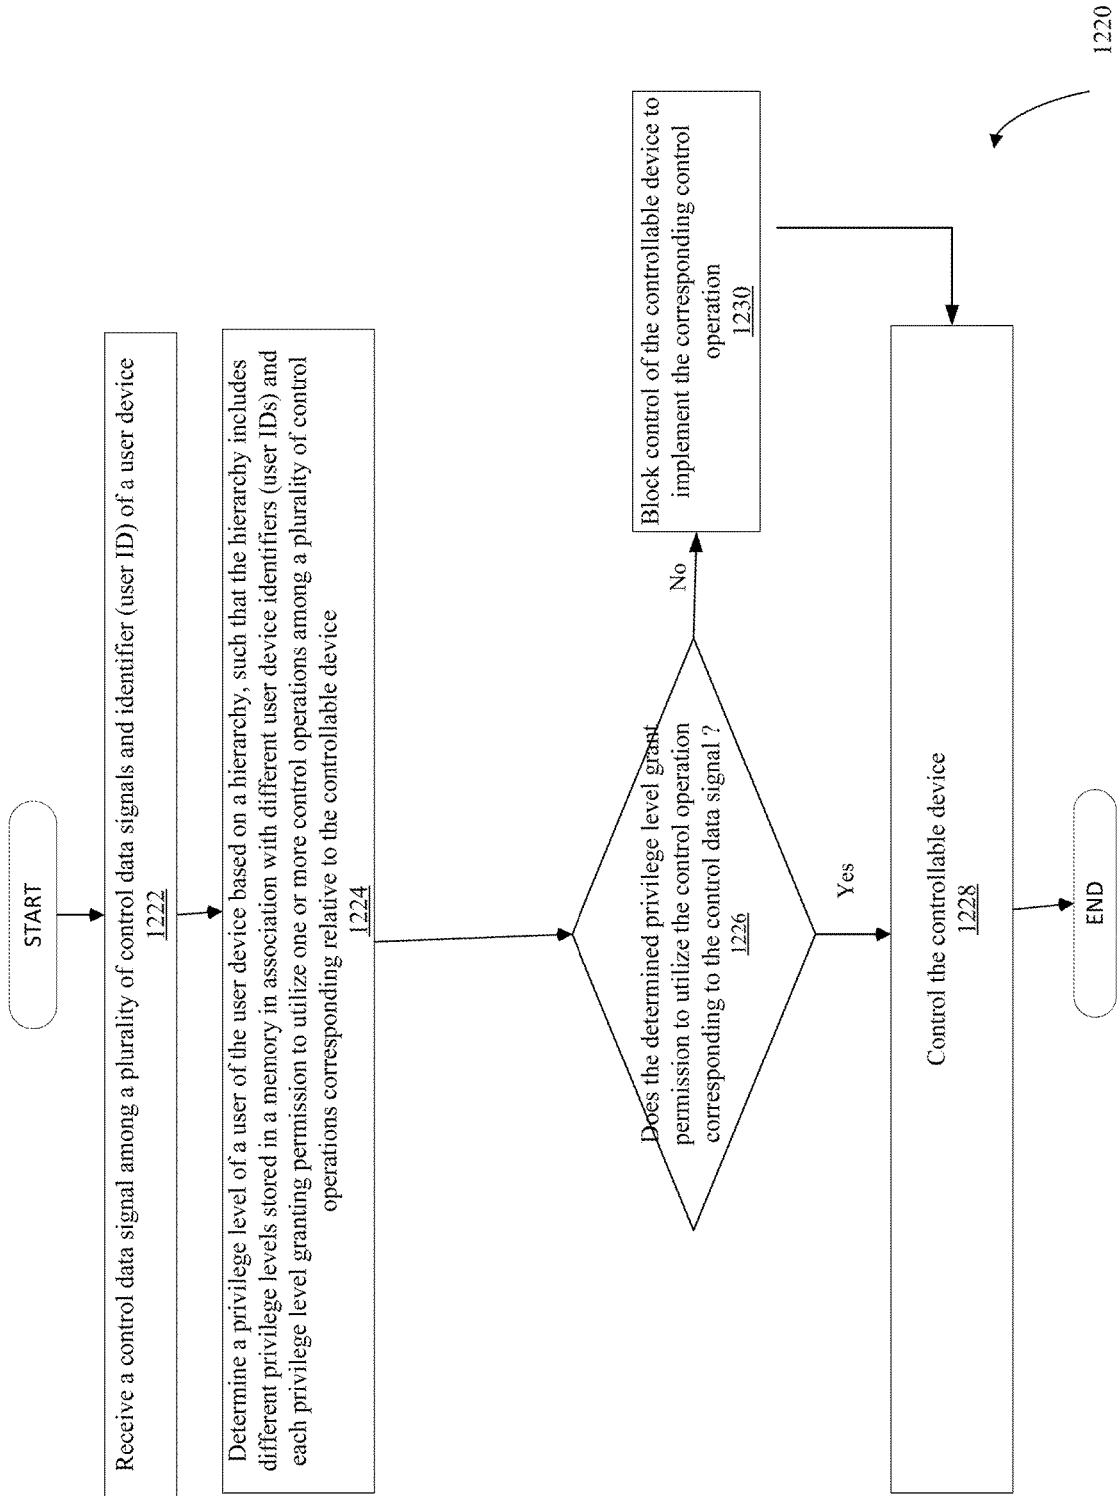 START
Receive a control data signal among a plurality of control data signals and identifier (user ID) of a user device
1222
Determine a privilege level of a user of the user device based on a hierarchy, such that the hierarchy includes
different privilege levels stored in a memory in association with different user device identifiers (user IDs) and
each privilege level granting permission to utilize one or more control operations among a plurality of control
operations corresponding relative to the controllable device
1224
Does the determined privilege level grant
permission to utilize the control operation
corresponding to the control data signal ?
1226
No
Block control of the controllable device to
implement the corresponding control
operation
1230
Yes
Control the controllable device
1228
END
1220